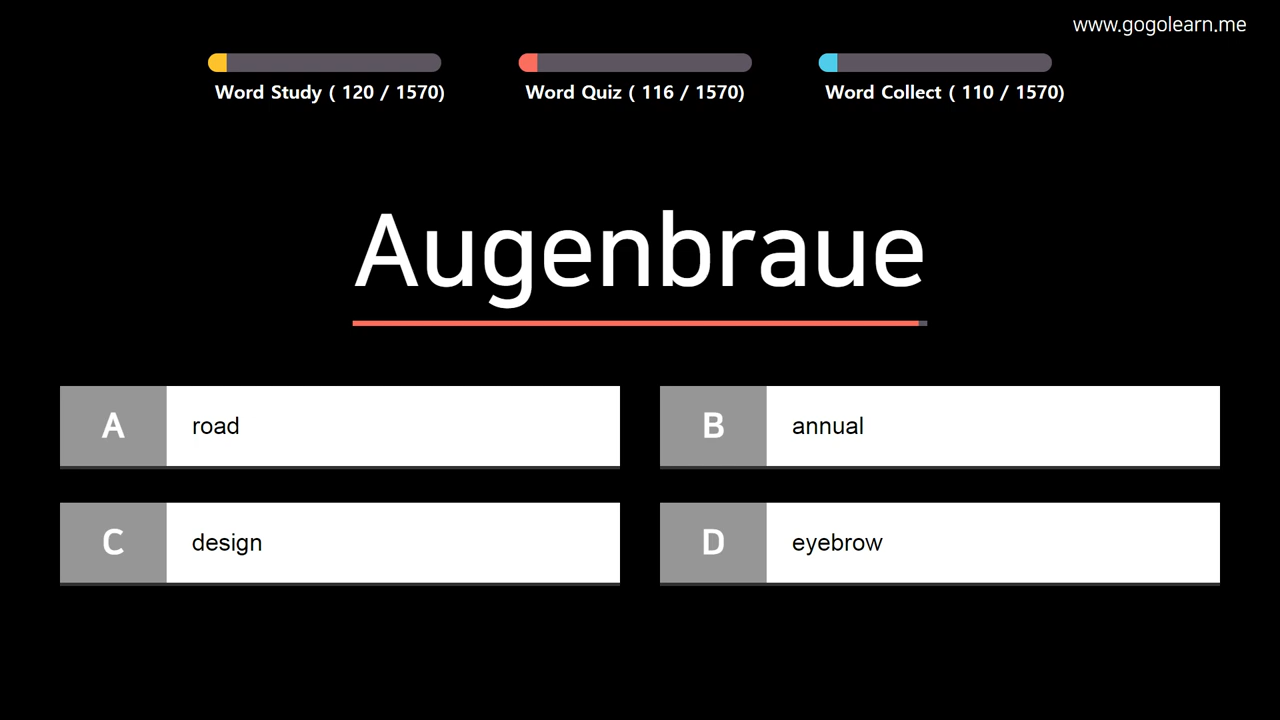 www.gogolearn.me
Word Study ( 120 / 1570)
Word Quiz ( 116 / 1570)
Word Collect ( 110 / 1570)
Augenbraue
A road
B annual
C design
D eyebrow